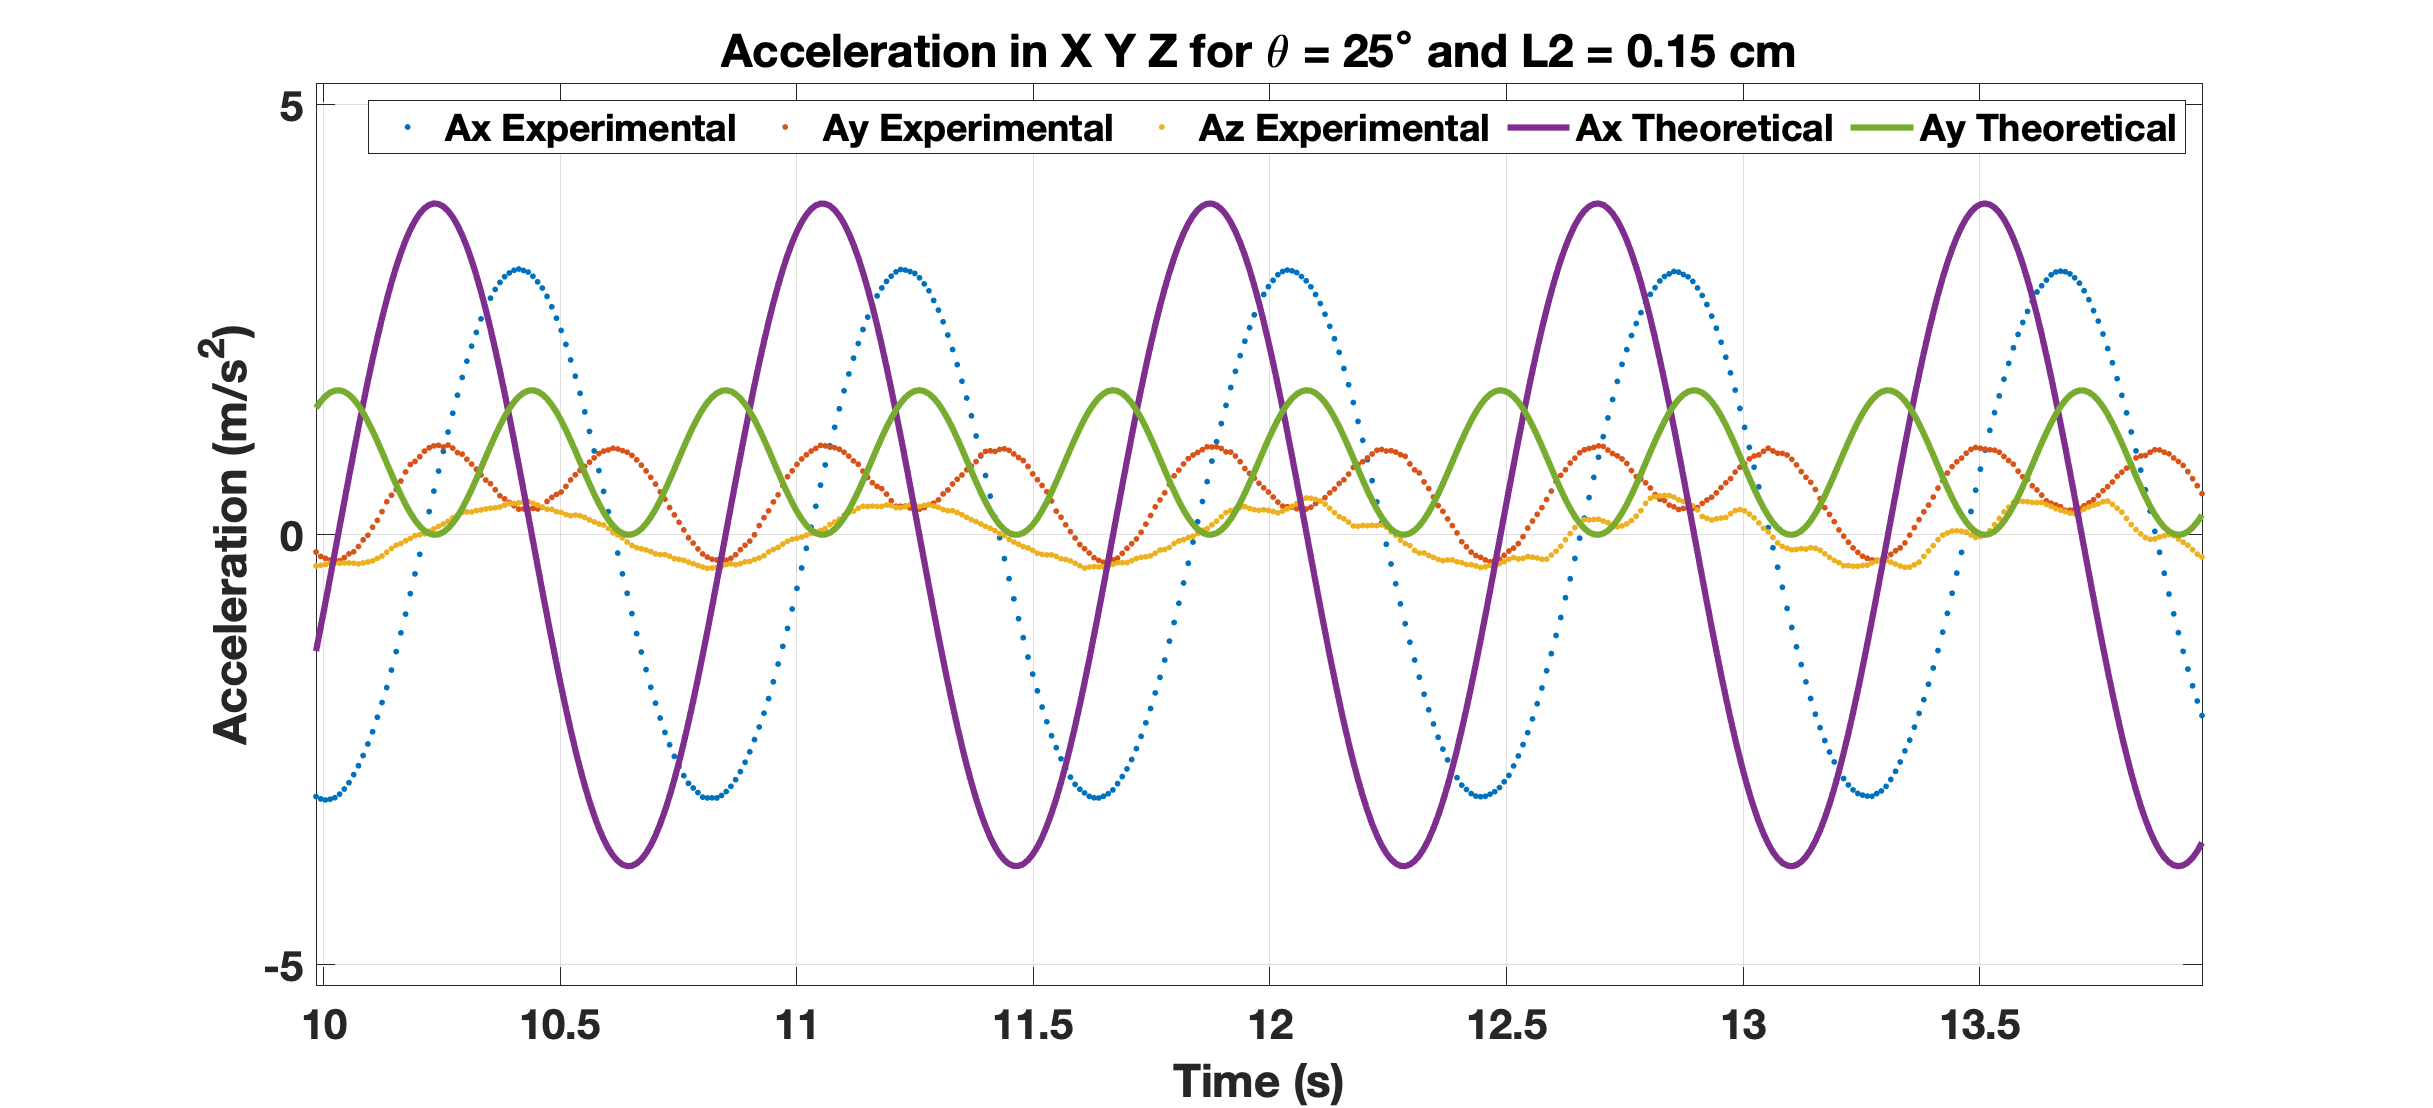 Acceleration in X Y Z for θ = 25° and L2 = 0.15 cm
5
Ax Experimental Ay Experimental Az Experimental Ax Theoretical Ay Theoretical
Acceleration (m/s²)
0
-5
10 10.5 11 11.5 12 12.5 13 13.5
Time (s)